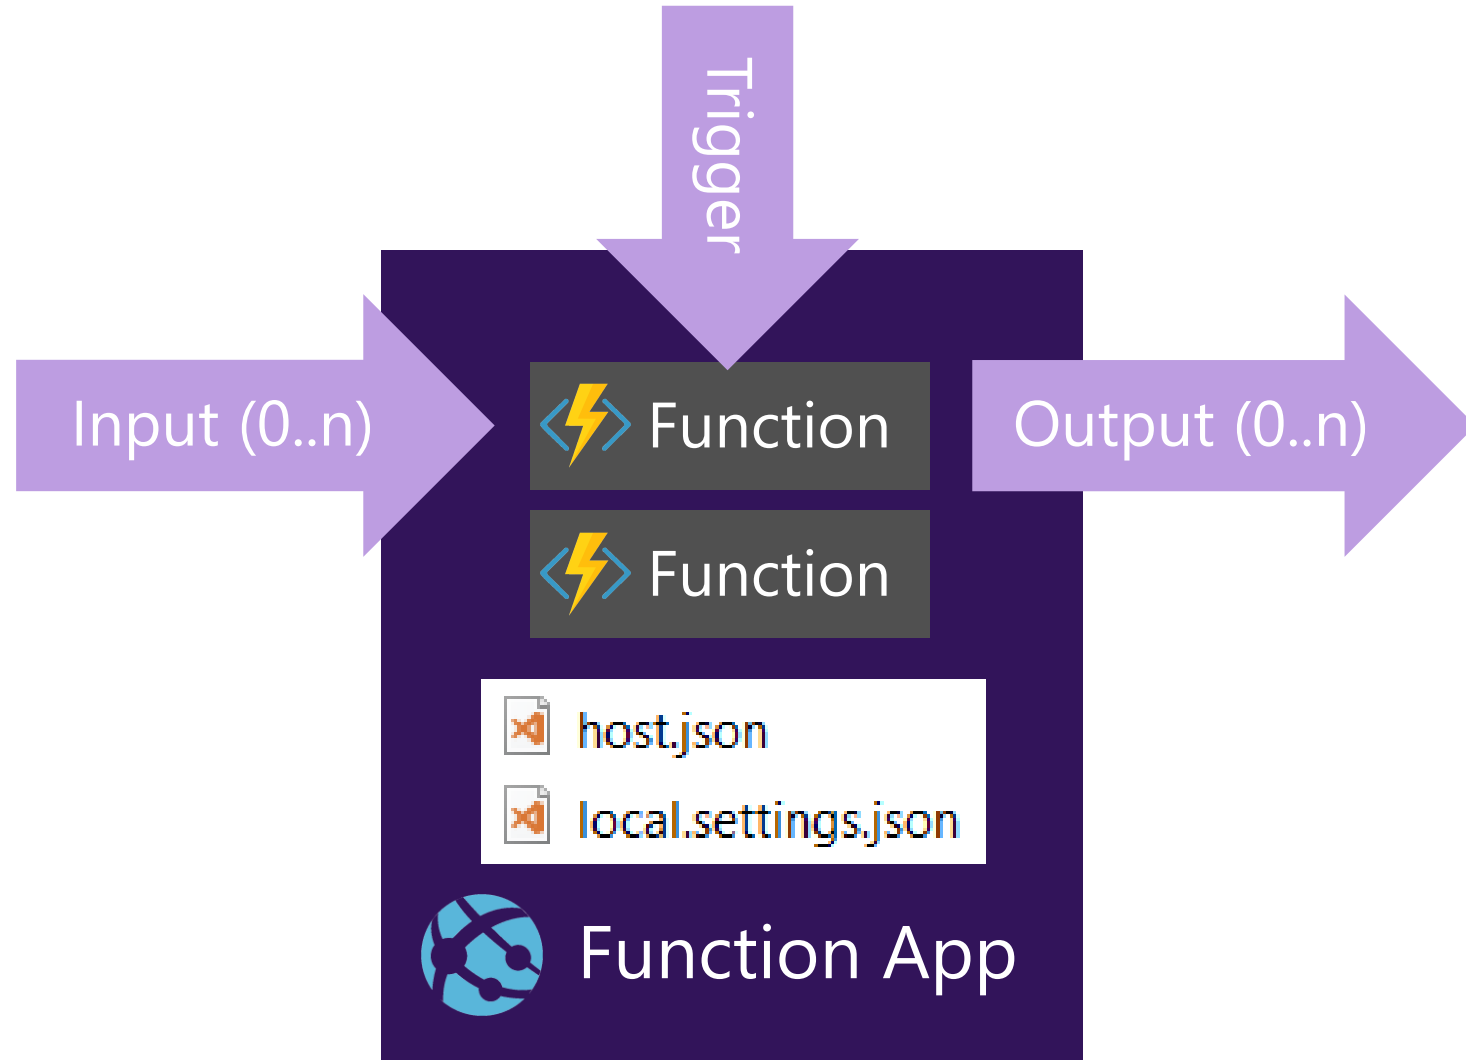 Trigger
Input (0..n)
Function
Output (0..n)
Function
host.json
local.settings.json
Function App